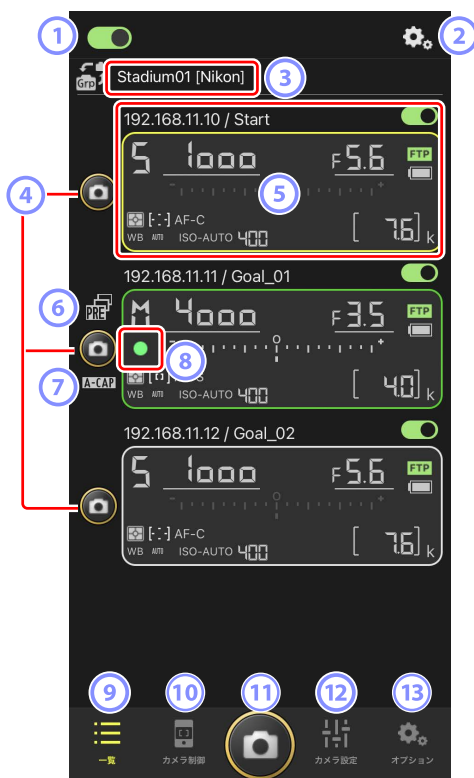 1
2
Grp
Stadium01 [Nikon]
3
192.168.11.10 / Start
4
S 1000 F5.6 FTP
5
AF-C
WB AUTO ISO-AUTO 400 [ 7.6] k
6
PRE
192.168.11.11 / Goal_01
M 4000 F3.5 FTP
8
7
A-CAP
S
WB AUTO ISO-AUTO 400 [ 4.0] k
192.168.11.12 / Goal_02
S 1000 F5.6 FTP
0
AF-C
WB AUTO ISO-AUTO 400 [ 7.6] k
9
10
11
12
13
一覧
カメラ制御
カメラ設定
オプション